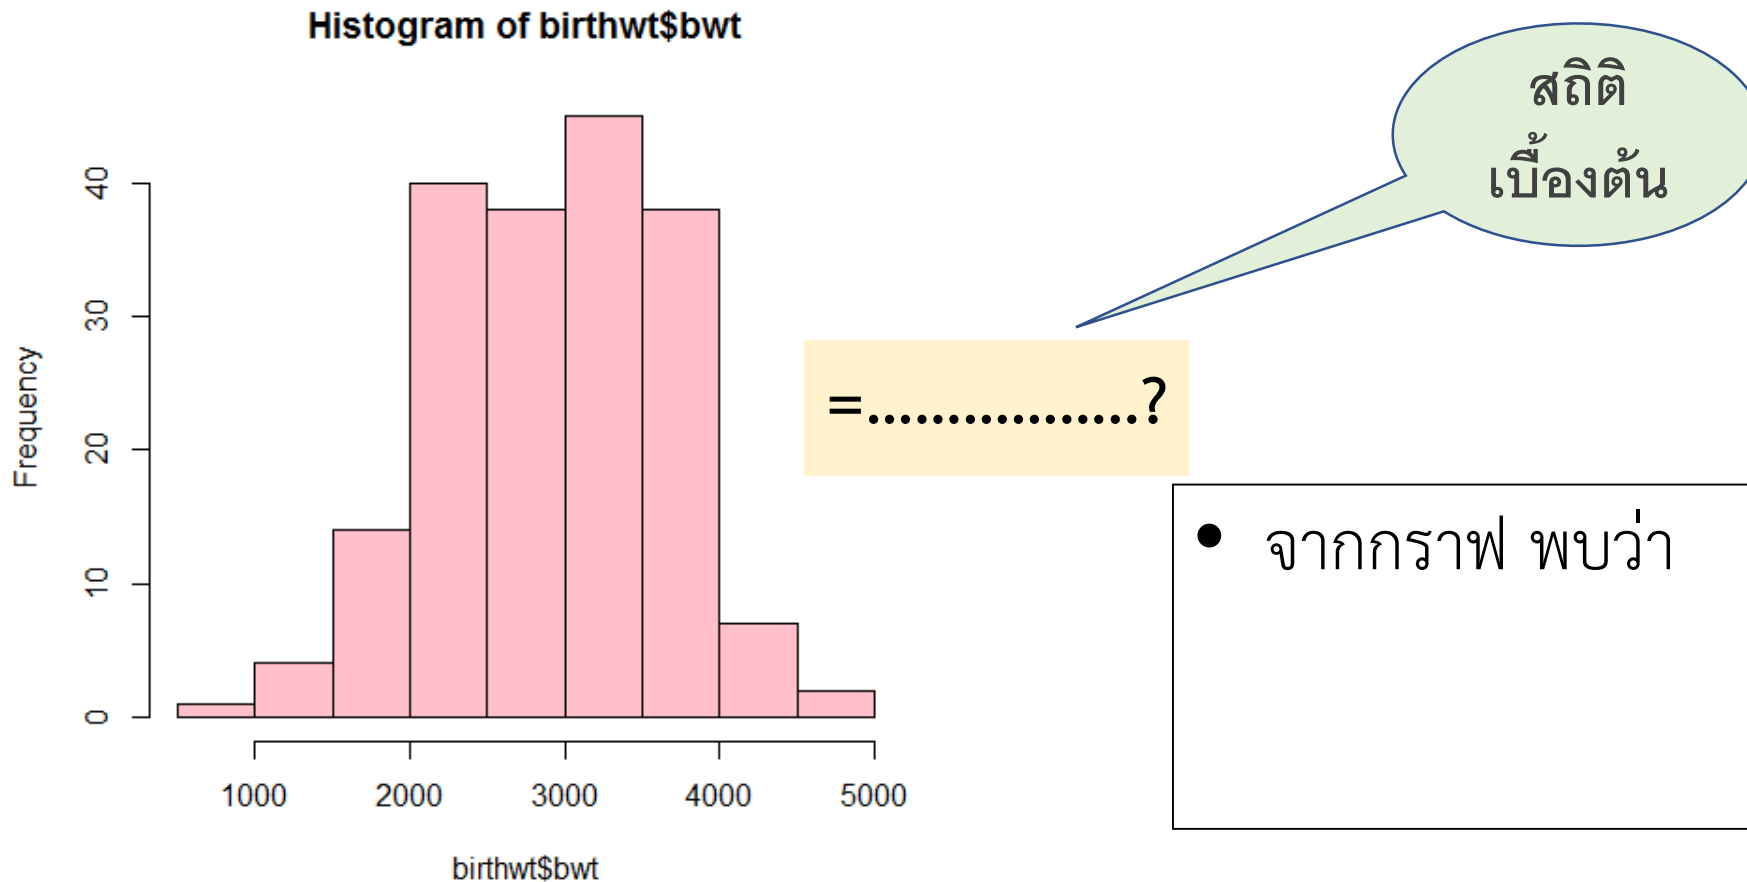 Histogram of birthwt$bwt
สถิติ
เบื้องต้น
Frequency
40
30
20
10
0
=.................?
• จากกราฟ พบว่า
1000 2000 3000 4000 5000
birthwt$bwt